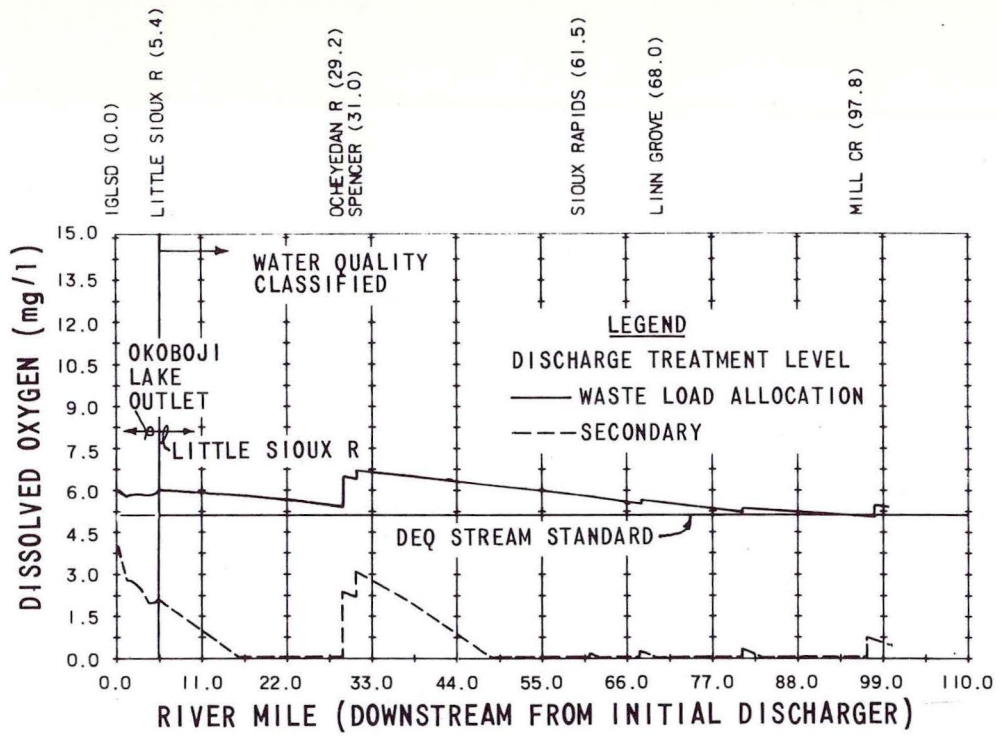 IGLSD (0.0)
LITTLE SIOUX R (5.4)
OCHEYEDAN R (29.2)
SPENCER (31.0)
SIOUX RAPIDS (61.5)
LINN GROVE (68.0)
MILL CR (97.8)
DISSOLVED OXYGEN (mg/l)
15.0
13.5
12.0
10.5
9.0
7.5
6.0
4.5
3.0
1.5
0.0
WATER QUALITY
CLASSIFIED
OKOBOJI
LAKE
OUTLET
LITTLE SIOUX R
LEGEND
DISCHARGE TREATMENT LEVEL
WASTE LOAD ALLOCATION
SECONDARY
DEQ STREAM STANDARD
0.0 11.0 22.0 33.0 44.0 55.0 66.0 77.0 88.0 99.0 110.0
RIVER MILE (DOWNSTREAM FROM INITIAL DISCHARGER)